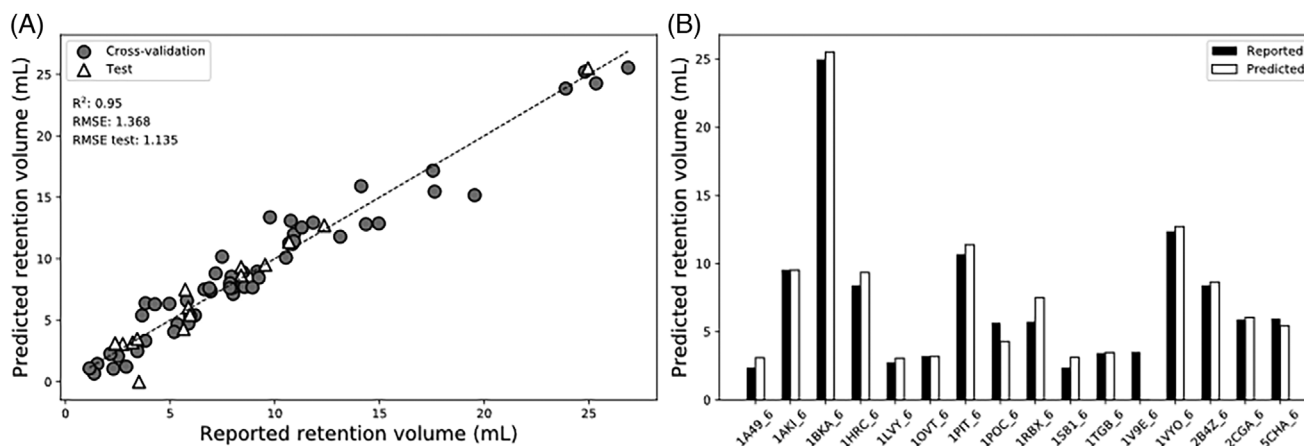 (A)
Predicted retention volume (mL)
25
20
15
10
5
0
Cross-validation
Test
R²: 0.95
RMSE: 1.368
RMSE test: 1.135
0 5 10 15 20 25
Reported retention volume (mL)
(B)
Predicted retention volume (mL)
25
20
15
10
5
0
Reported
Predicted
1A49_6 1AKI_6 1BKA_6 1HRC_6 1LVY_6 1OVT_6 1PIT_6 1POC_6 1RBX_6 1S81_6 1TGB_6 1V9E_6 1VYO_6 2B4Z_6 2CGA_6 5CHA_6